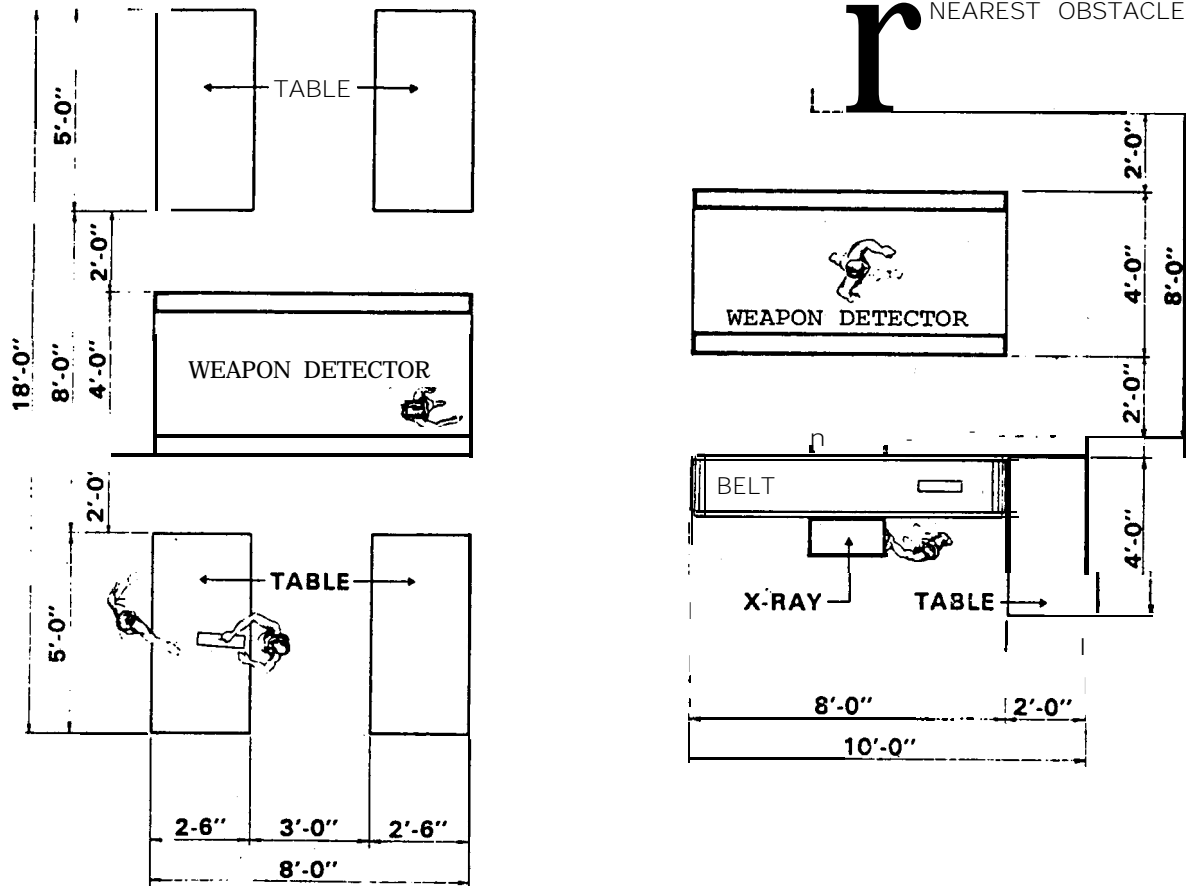 r NEAREST OBSTACLE
TABLE
5'-0"
2'-0"
18'-0"
8'-0"
4'-0"
WEAPON DETECTOR
2'-0'
TABLE
5'-0"
2-6"
3'-0"
2'-6"
8'-0"
2'-0"
4'-0"
8'-0"
WEAPON DETECTOR
2'-0"
n
BELT
4'-0"
X-RAY
TABLE
8'-0"
2'-0"
10'-0"